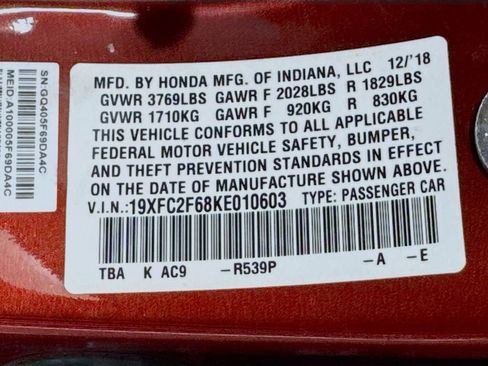 SN GQ405F69DA4C
MEID A100005F69DA4C
MFD. BY HONDA MFG. OF INDIANA, LLC 12/'18
GVWR 3769LBS GAWR F 2028LBS R 1829LBS
GVWR 1710KG GAWR F 920KG R 830KG
THIS VEHICLE CONFORMS TO ALL APPLICABLE
FEDERAL MOTOR VEHICLE SAFETY, BUMPER,
AND THEFT PREVENTION STANDARDS IN EFFECT
ON THE DATE OF MANUFACTURE SHOWN ABOVE.
V.I.N.:19XFC2F68KE010603 TYPE: PASSENGER CAR
TBA K AC9 –R539P –A –E